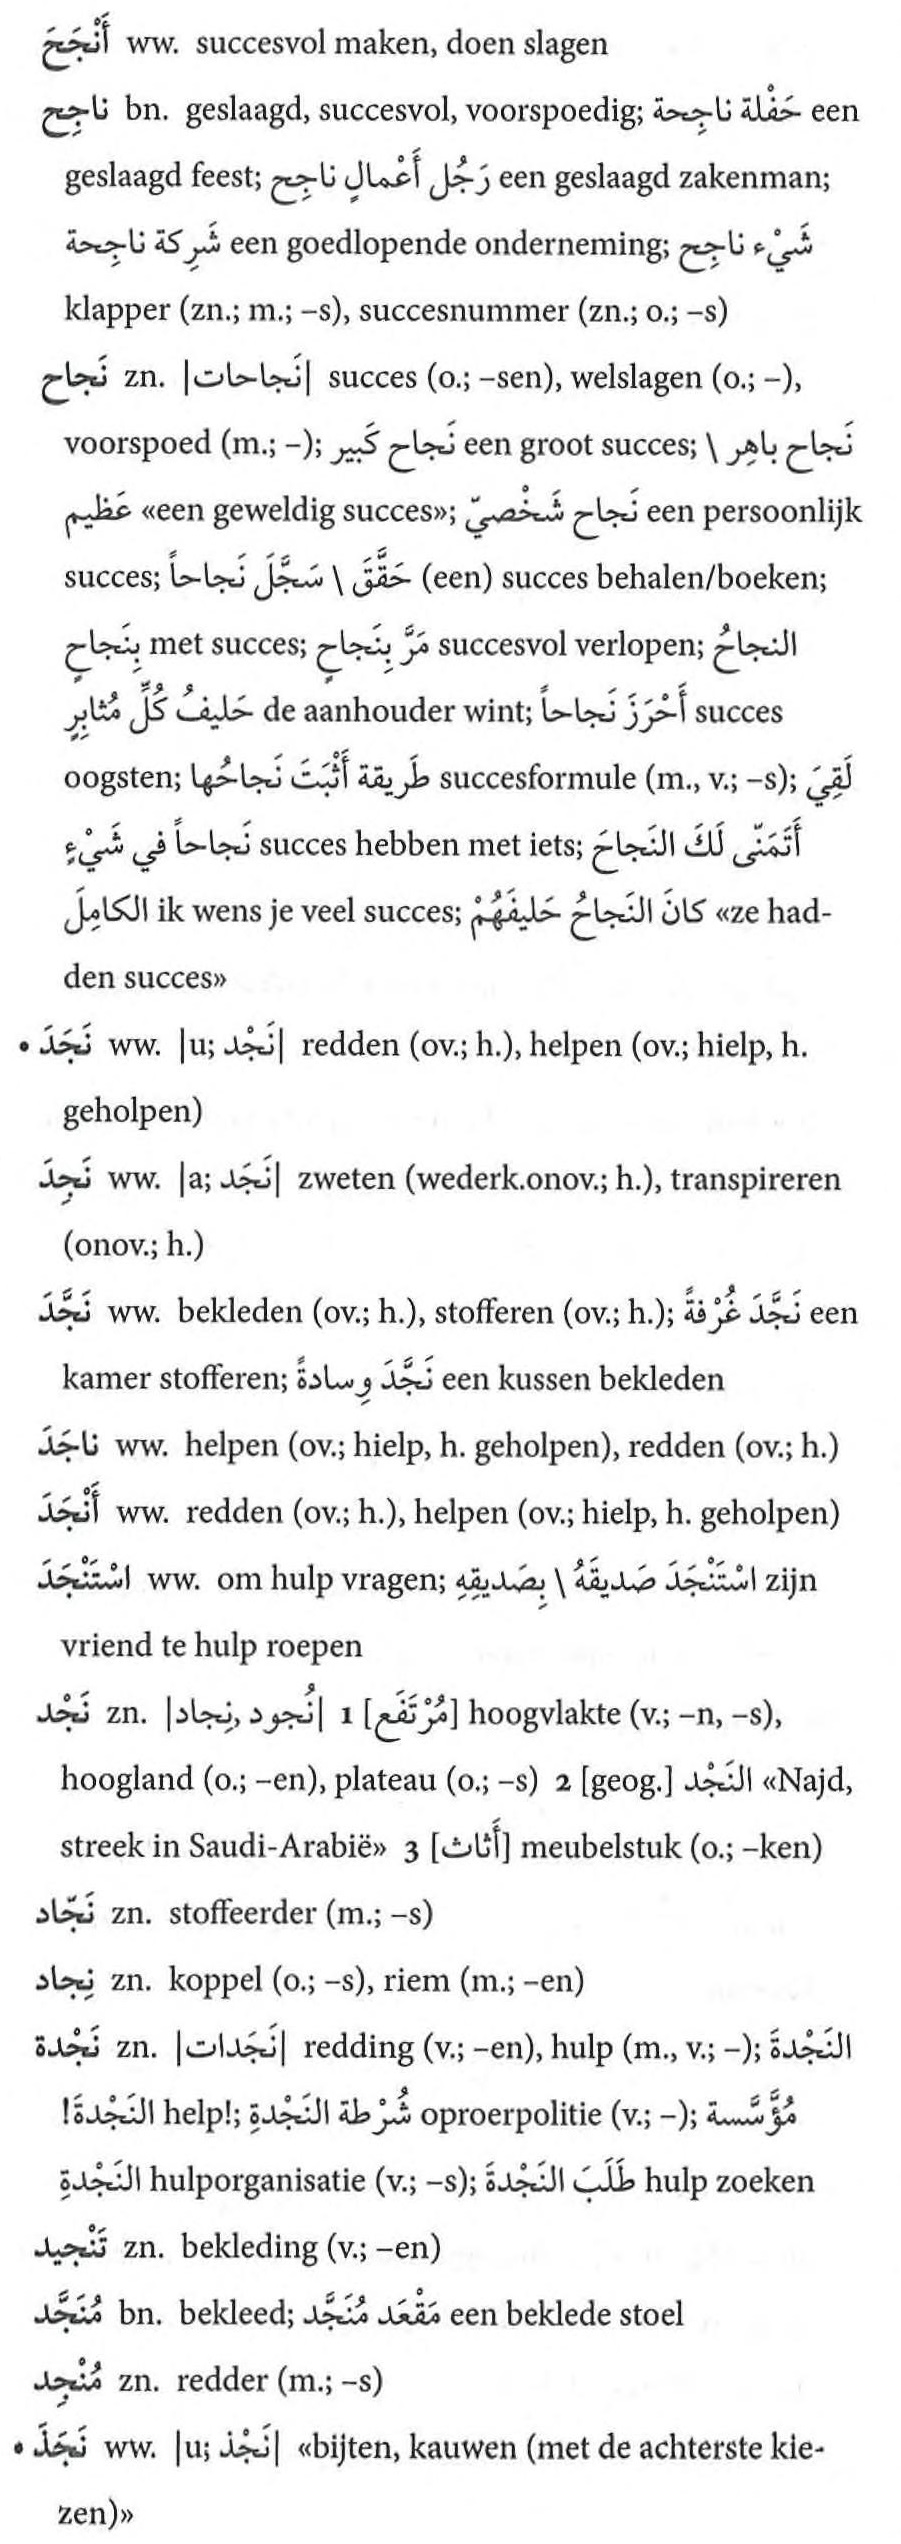 أَنْجَحَ ww. succesvol maken, doen slagen
ناجِح bn. geslaagd, succesvol, voorspoedig; حَفْلة ناجِحة een
geslaagd feest; رَجُل أَعْمالٍ ناجِح een geslaagd zakenman;
شَرِكة ناجِحة een goedlopende onderneming; شَيْء ناجِح
klapper (zn.; m.; –s), succesnummer (zn.; o.; –s)
نَجاح zn. |نَجاحات| succes (o.; –sen), welslagen (o.; –),
voorspoed (m.; –); نَجاح كَبير een groot succes; نَجاح باهِر \
عَظيم «een geweldig succes»; نَجاح شَخْصيّ een persoonlijk
succes; حَقَّقَ \ سَجَّلَ نَجاحاً (een) succes behalen/boeken;
بِنَجاحٍ met succes; مَرَّ بِنَجاحٍ succesvol verlopen; النجاحُ
حَليفُ كُلِّ مُثابِرٍ de aanhouder wint; أَحْرَزَ نَجاحاً succes
oogsten; طَريقة أَثْبَتَ نَجاحُها succesformule (m., v.; –s); لَقِيَ
نَجاحاً في شَيْءٍ succes hebben met iets; أَتَمَنّى لَكَ النَجاحَ
الكامِلَ ik wens je veel succes; كانَ النَجاحُ حَليفَهُمْ «ze had-
den succes»
• نَجَدَ ww. |u; نَجْد| redden (ov.; h.), helpen (ov.; hielp, h.
geholpen)
نَجِدَ ww. |a; نَجَد| zweten (wederk.onov.; h.), transpireren
(onov.; h.)
نَجَّدَ ww. bekleden (ov.; h.), stofferen (ov.; h.); نَجَّدَ غُرْفةً een
kamer stofferen; نَجَّدَ وِسادةً een kussen bekleden
ناجَدَ ww. helpen (ov.; hielp, h. geholpen), redden (ov.; h.)
أَنْجَدَ ww. redden (ov.; h.), helpen (ov.; hielp, h. geholpen)
اسْتَنْجَدَ ww. om hulp vragen; اسْتَنْجَدَ صَديقَهُ \ بِصَديقِهِ zijn
vriend te hulp roepen
نَجْد zn. |نُجود, نِجاد| 1 [مُرْتَفَع] hoogvlakte (v.; –n, –s),
hoogland (o.; –en), plateau (o.; –s) 2 [geog.] النَجْد «Najd,
streek in Saudi-Arabië» 3 [أَثاث] meubelstuk (o.; –ken)
نَجّاد zn. stoffeerder (m.; –s)
نِجاد zn. koppel (o.; –s), riem (m.; –en)
نَجْدة zn. |نَجَدات| redding (v.; –en), hulp (m., v.; –); النَجْدةَ
النَجْدةَ! help!; شُرْطة النَجْدةِ oproerpolitie (v.; –); مُؤَسَّسة
النَجْدةِ hulporganisatie (v.; –s); طَلَبَ النَجْدةَ hulp zoeken
تَنْجيد zn. bekleding (v.; –en)
مُنَجَّد bn. bekleed; مَقْعَد مُنَجَّد een beklede stoel
مُنْجِد zn. redder (m.; –s)
• نَجَذَ ww. |u; نَجْذ| «bijten, kauwen (met de achterste kie-
zen)»